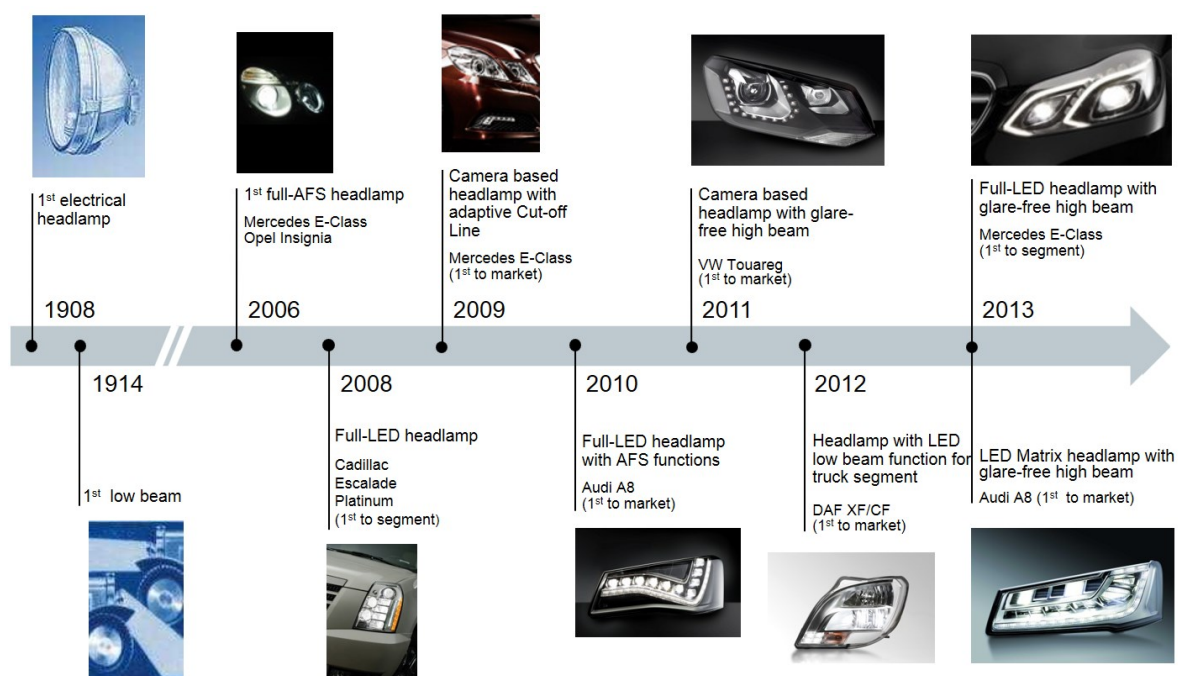 1st electrical
headlamp
1908
1914
1st low beam
1st full-AFS headlamp
Mercedes E-Class
Opel Insignia
2006
2008
Full-LED headlamp
Cadillac
Escalade
Platinum
(1st to segment)
Camera based
headlamp with
adaptive Cut-off
Line
Mercedes E-Class
(1st to market)
2009
2010
Full-LED headlamp
with AFS functions
Audi A8
(1st to market)
Camera based
headlamp with glare-
free high beam
VW Touareg
(1st to market)
2011
2012
Headlamp with LED
low beam function for
truck segment
DAF XF/CF
(1st to market)
Full-LED headlamp with
glare-free high beam
Mercedes E-Class
(1st to segment)
2013
LED Matrix headlamp with
glare-free high beam
Audi A8 (1st to market)